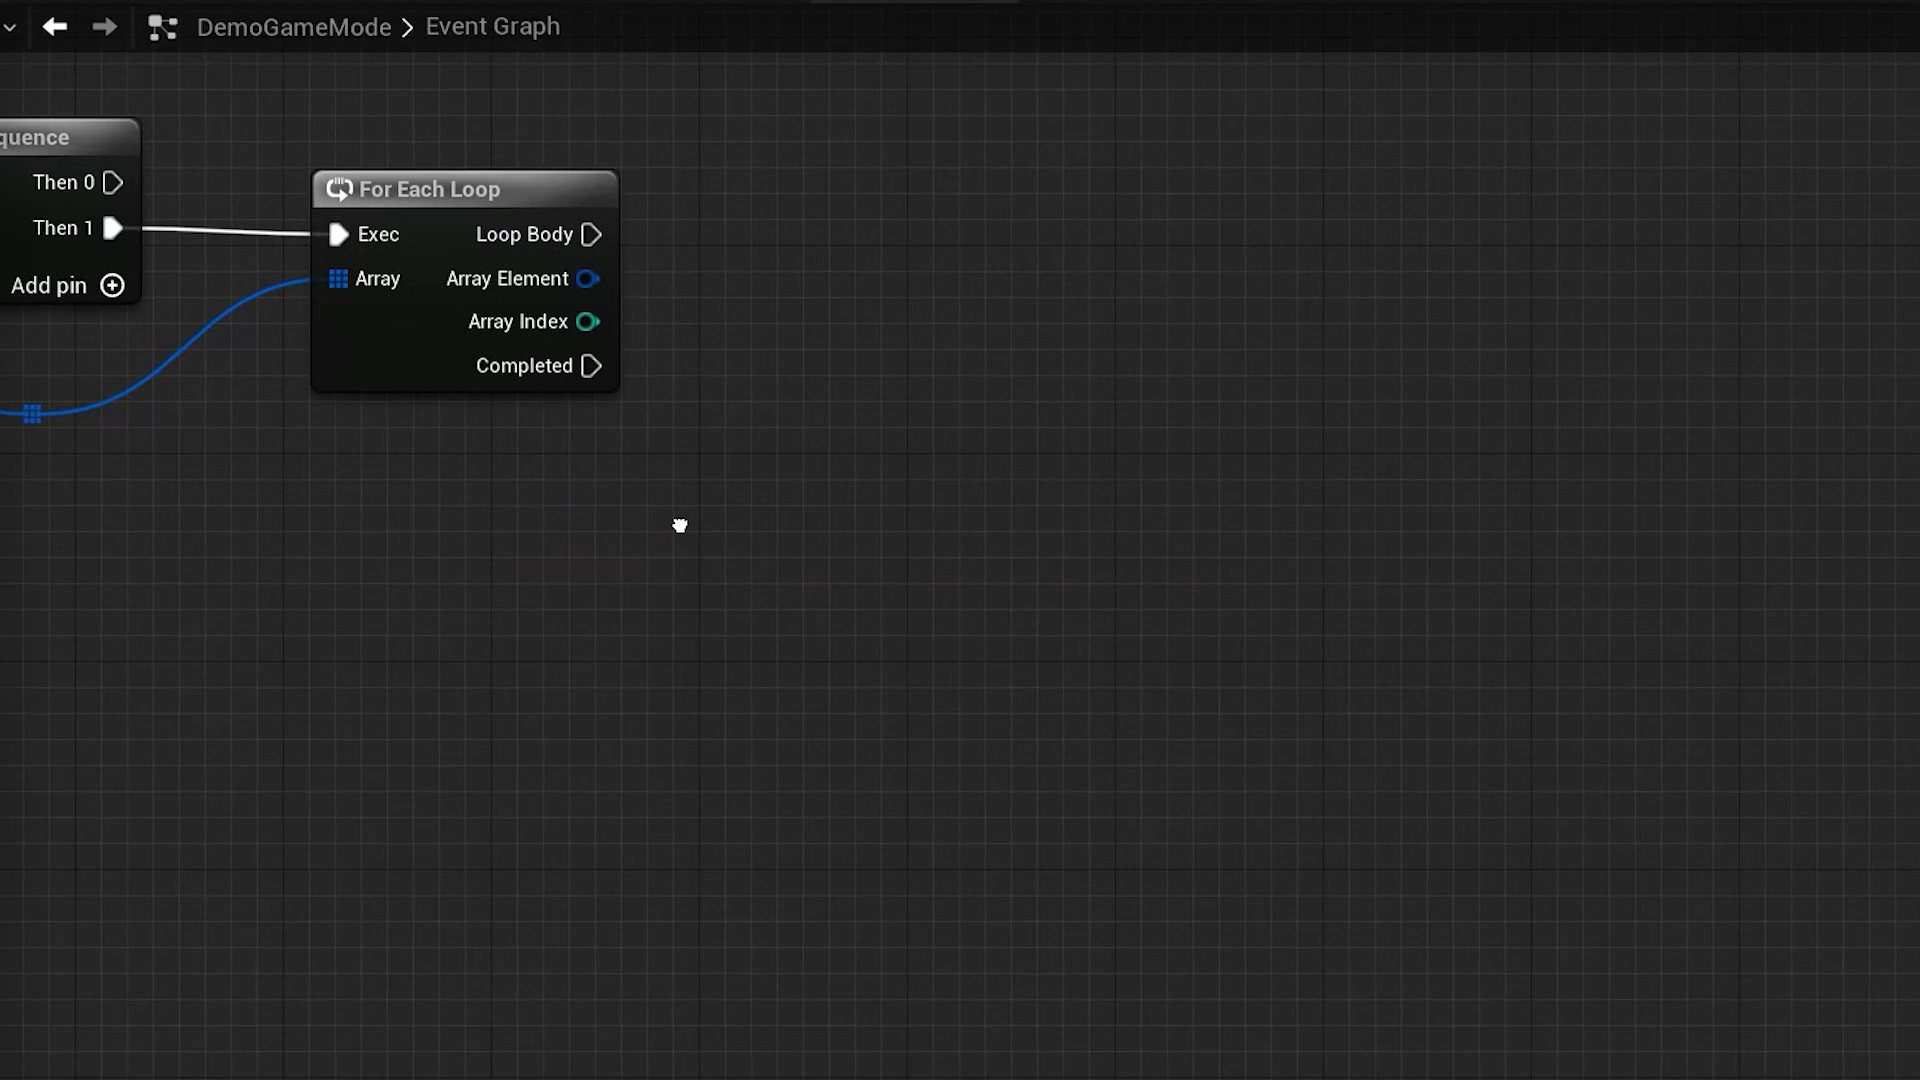 DemoGameMode > Event Graph
quence
Then 0
Then 1
Add pin
For Each Loop
Exec Loop Body
Array Array Element
Array Index
Completed